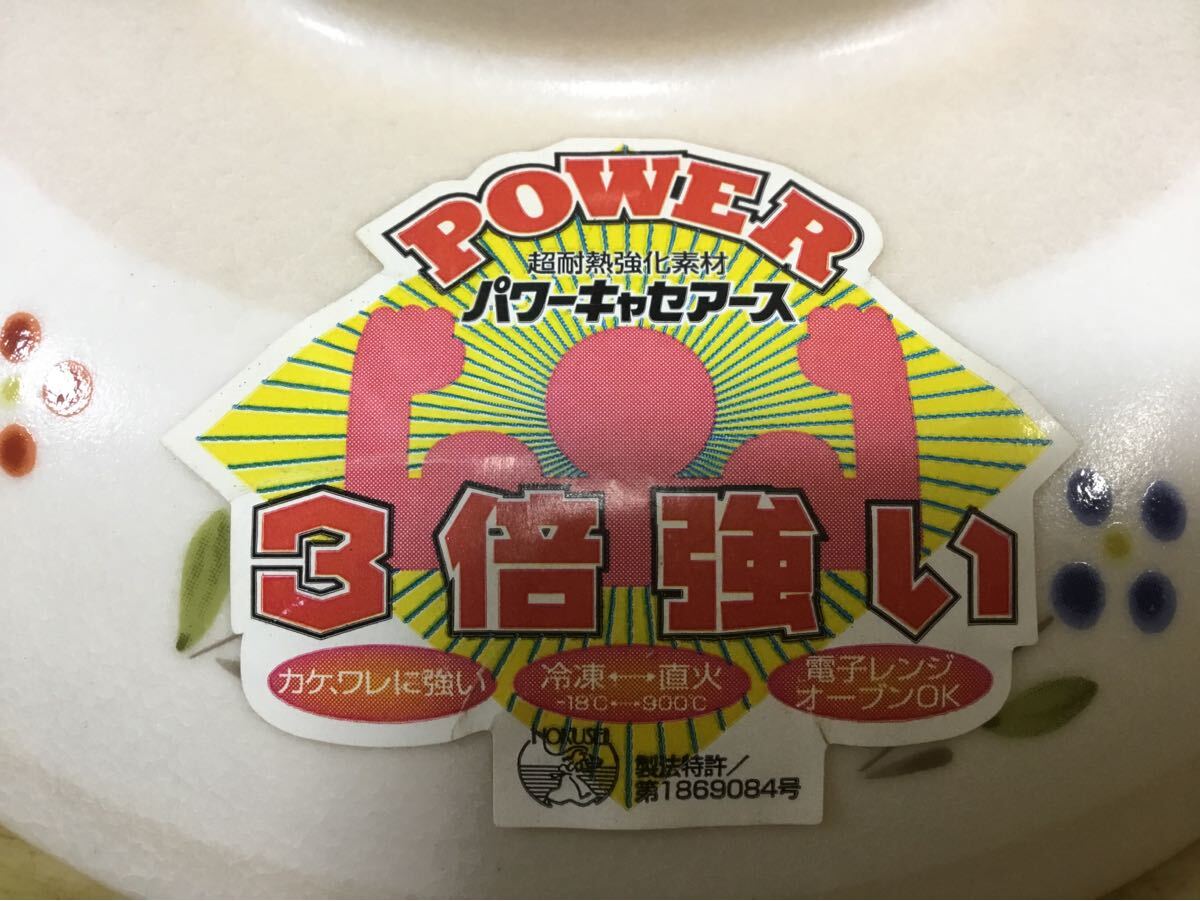 POWER
超耐熱強化素材
パワーキャセアース
3倍強い
カケ、ワレに強い
冷凍←→直火
-18℃←→900℃
電子レンジ
オーブンOK
HOKUSEI
製法特許/
第1869084号